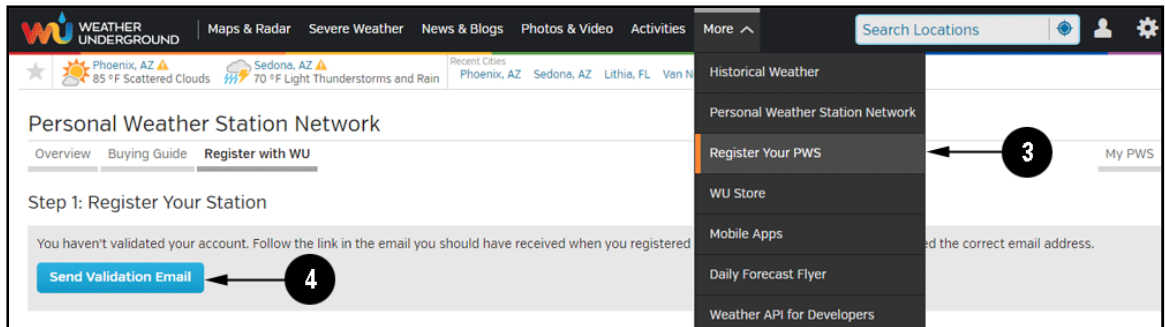 WEATHER UNDERGROUND
Maps & Radar Severe Weather News & Blogs Photos & Video Activities More Search Locations
Phoenix, AZ
85 °F Scattered Clouds
Sedona, AZ
70 °F Light Thunderstorms and Rain
Recent Cities
Phoenix, AZ Sedona, AZ Lithia, FL Van N
Historical Weather
Personal Weather Station Network
Register Your PWS
3
WU Store
Mobile Apps
Daily Forecast Flyer
Weather API for Developers
Personal Weather Station Network
Overview Buying Guide Register with WU My PWS
Step 1: Register Your Station
You haven't validated your account. Follow the link in the email you should have received when you registered ed the correct email address.
Send Validation Email
4